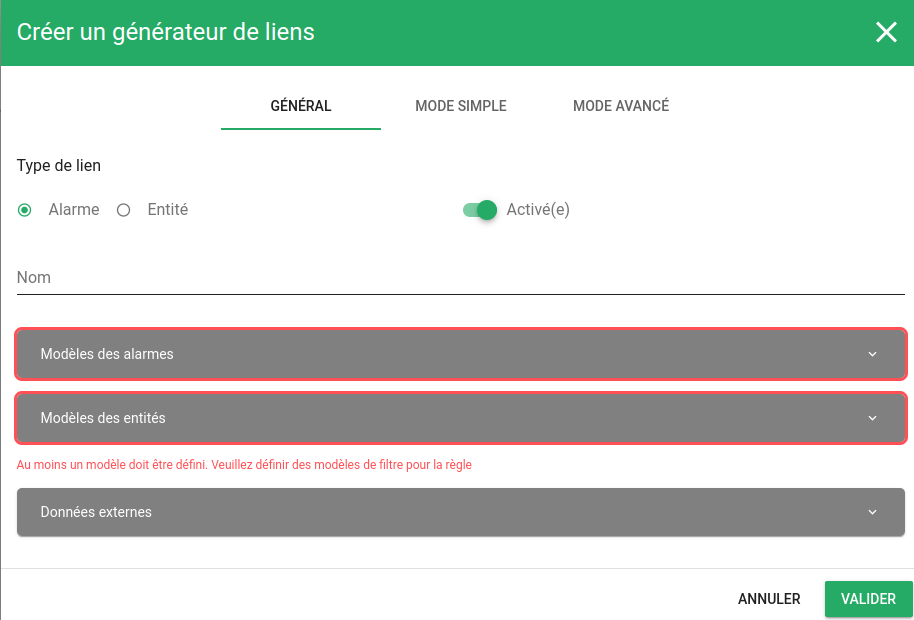 Créer un générateur de liens
GÉNÉRAL
MODE SIMPLE
MODE AVANCÉ
Type de lien
Alarme
Entité
Activé(e)
Nom
Modèles des alarmes
Modèles des entités
Au moins un modèle doit être défini. Veuillez définir des modèles de filtre pour la règle
Données externes
ANNULER
VALIDER